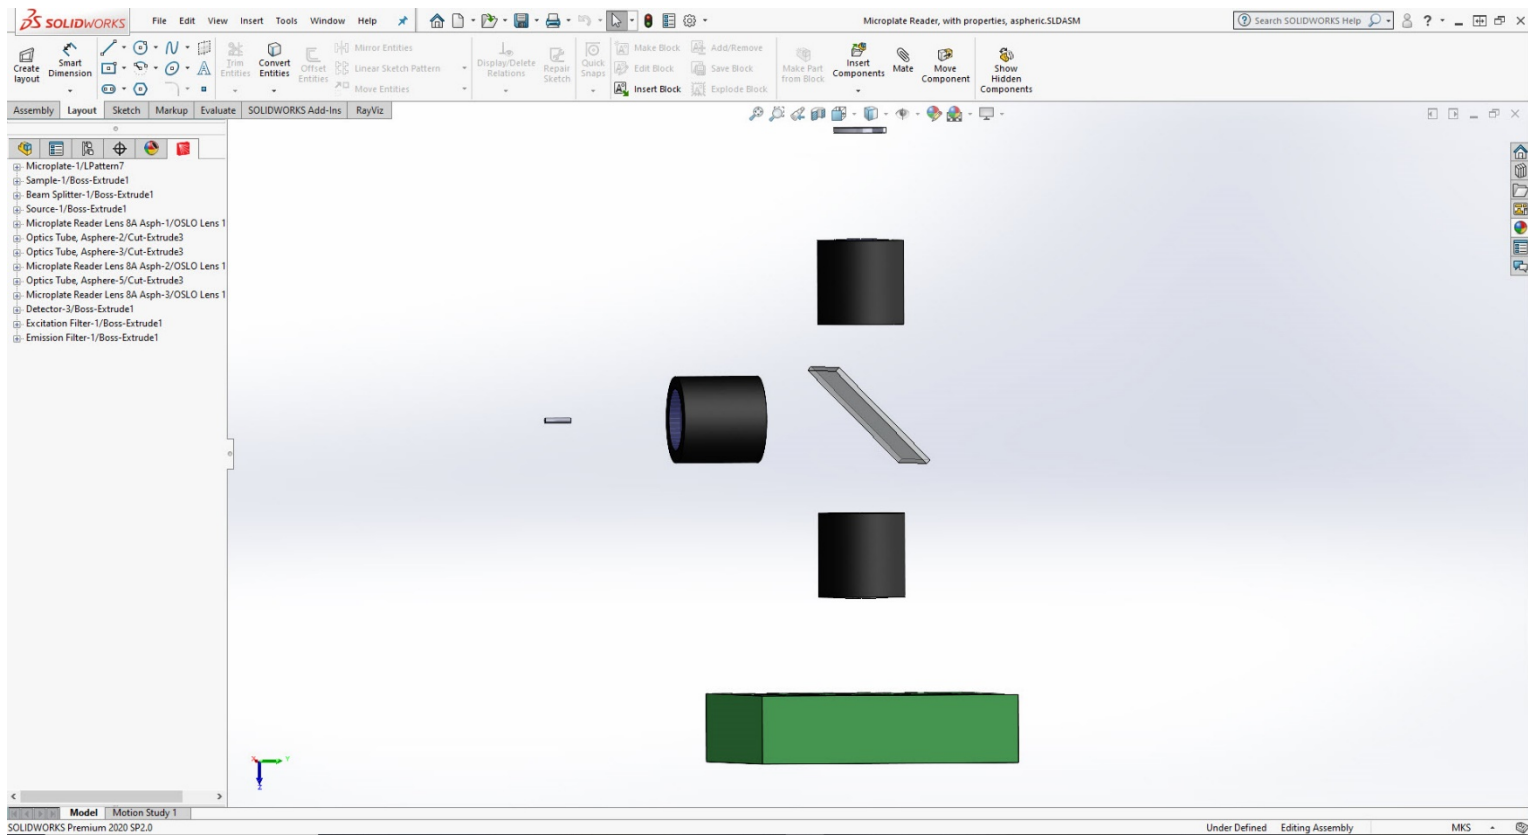 SOLIDWORKS File Edit View Insert Tools Window Help Microplate Reader, with properties, aspheric.SLDASM Search SOLIDWORKS Help ?
Create layout
Smart Dimension
Trim Entities
Convert Entities
Offset Entities
Mirror Entities
Linear Sketch Pattern
Move Entities
Display/Delete Relations
Repair Sketch
Quick Snaps
Make Block
Edit Block
Insert Block
Add/Remove
Save Block
Explode Block
Make Part from Block
Insert Components
Mate
Move Component
Show Hidden Components
Assembly Layout Sketch Markup Evaluate SOLIDWORKS Add-Ins RayViz
Microplate-1/LPattern7
Sample-1/Boss-Extrude1
Beam Splitter-1/Boss-Extrude1
Source-1/Boss-Extrude1
Microplate Reader Lens 8A Asph-1/OSLO Lens 1
Optics Tube, Asphere-2/Cut-Extrude3
Optics Tube, Asphere-3/Cut-Extrude3
Microplate Reader Lens 8A Asph-2/OSLO Lens 1
Optics Tube, Asphere-5/Cut-Extrude3
Microplate Reader Lens 8A Asph-3/OSLO Lens 1
Detector-3/Boss-Extrude1
Excitation Filter-1/Boss-Extrude1
Emission Filter-1/Boss-Extrude1
X Y
Z
Model Motion Study 1
SOLIDWORKS Premium 2020 SP2.0 Under Defined Editing Assembly MKS